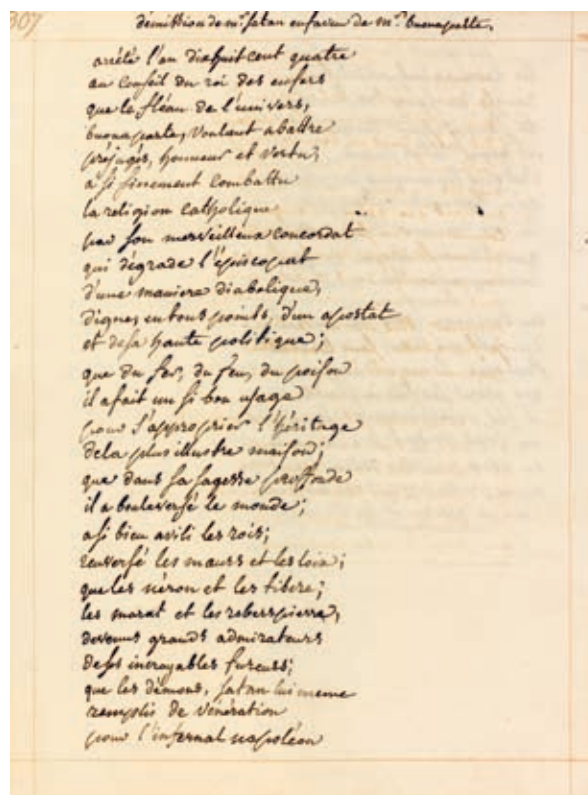 307
démission de mr. satan en faveur de mr. buonaparte.
arrêté l'an dixhuit cent quatre
au conseil du roi des enfers
que le fléau de l'univers,
buonaparte, voulant abattre
préjugés, honneur et vertu,
a si finement combattu
la religion catholique
par son merveilleux concordat
qui dégrade l'épiscopat
d'une maniere diabolique,
dignes, en tous points, d'un apostat
et de sa haute politique;
que du fer, du feu, du poison
il a fait un si bon usage
pour s'approprier l'héritage
de la plus illustre maison;
que dans sa sagesse proffonde
il a boulversé le monde;
a si bien avili les rois;
renversé les mœurs et les loix;
que les néron et les tibere;
les marat et les roberspierre,
devenus grands admirateurs
de ses incroyables fureurs;
que les démons, satan lui meme
remplis de vénération
pour l'infernal napoléon